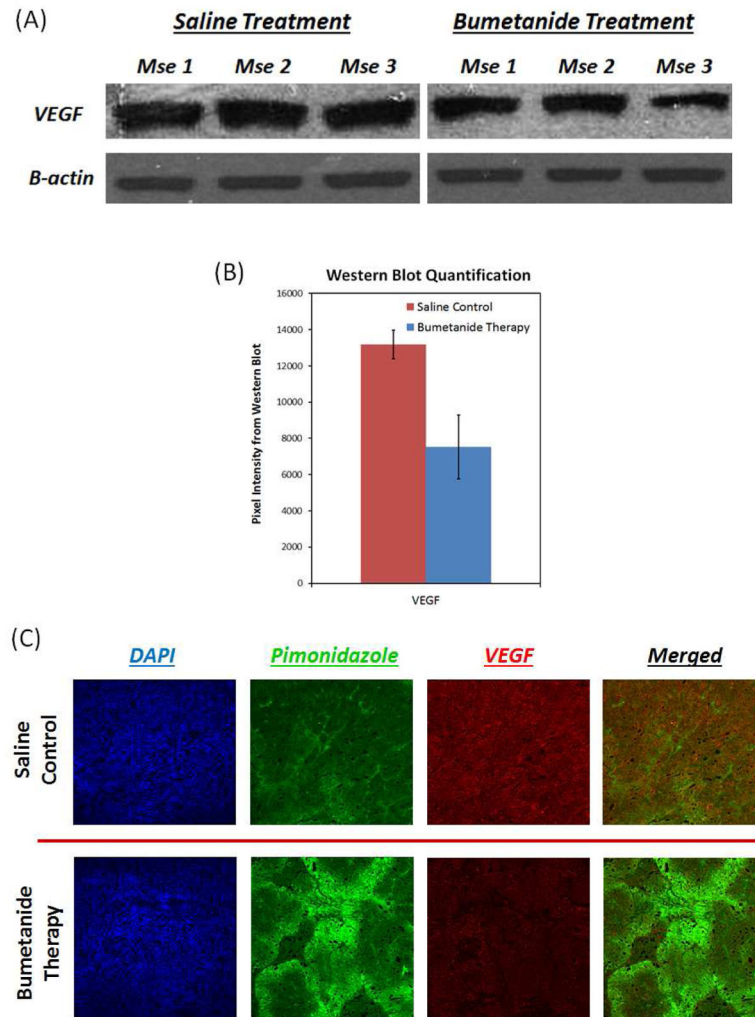 (A)
Saline Treatment Bumetanide Treatment
Mse 1 Mse 2 Mse 3 Mse 1 Mse 2 Mse 3
VEGF
B-actin
(B)
Western Blot Quantification
Pixel Intensity from Western Blot
16000
14000
12000
10000
8000
6000
4000
2000
0
Saline Control
Bumetanide Therapy
VEGF
(C)
DAPI Pimonidazole VEGF Merged
Saline
Control
Bumetanide
Therapy